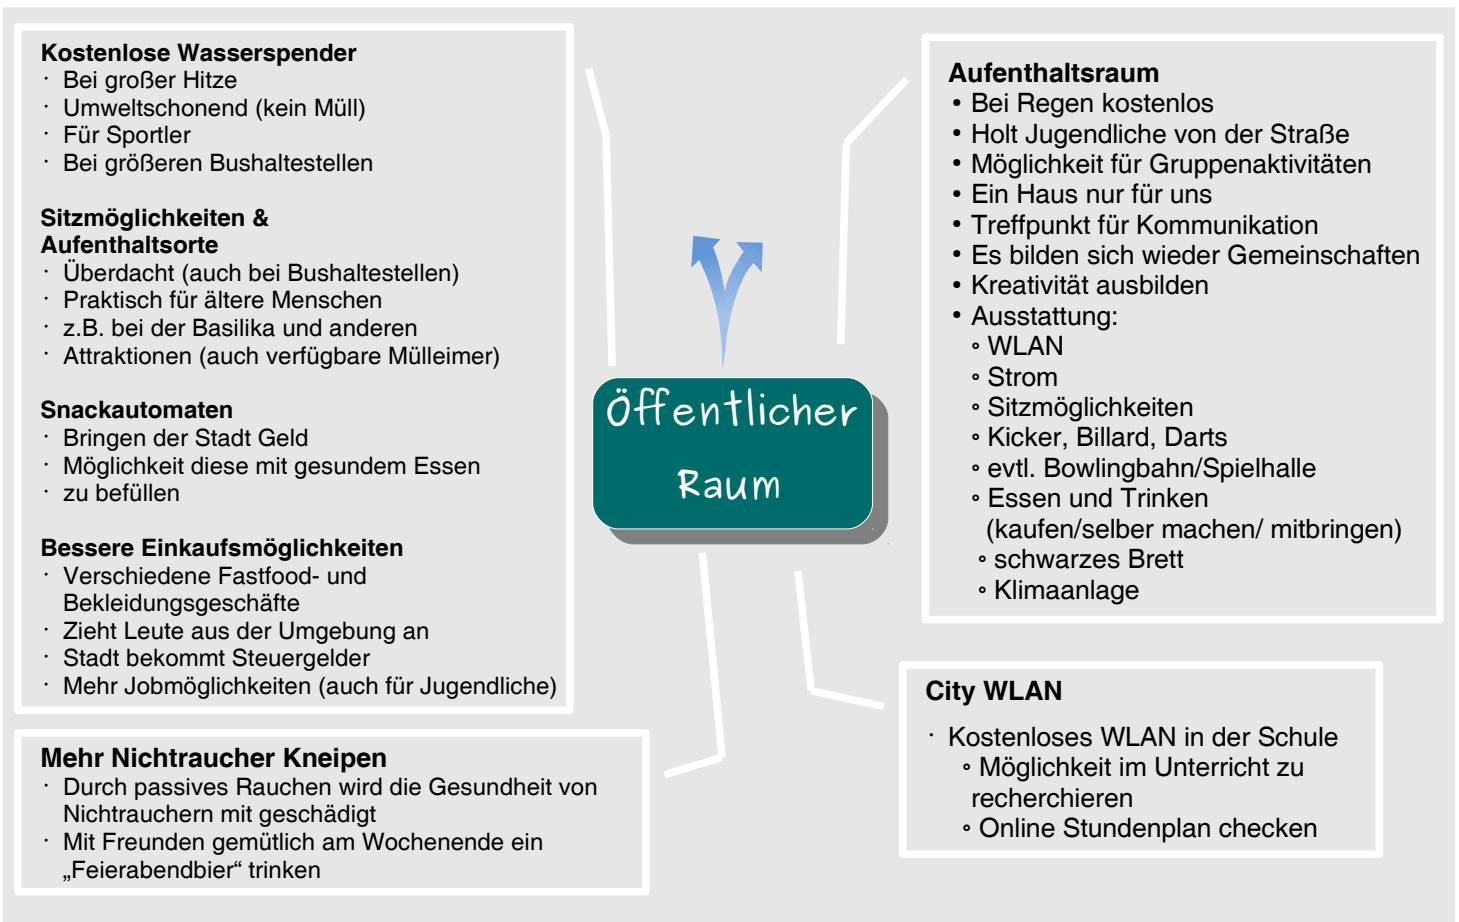 Kostenlose Wasserspender
· Bei großer Hitze
· Umweltschonend (kein Müll)
· Für Sportler
· Bei größeren Bushaltestellen
Sitzmöglichkeiten &
Aufenthaltsorte
· Überdacht (auch bei Bushaltestellen)
· Praktisch für ältere Menschen
· z.B. bei der Basilika und anderen
· Attraktionen (auch verfügbare Mülleimer)
Snackautomaten
· Bringen der Stadt Geld
· Möglichkeit diese mit gesundem Essen
· zu befüllen
Bessere Einkaufsmöglichkeiten
· Verschiedene Fastfood- und
Bekleidungsgeschäfte
· Zieht Leute aus der Umgebung an
· Stadt bekommt Steuergelder
· Mehr Jobmöglichkeiten (auch für Jugendliche)
Mehr Nichtraucher Kneipen
· Durch passives Rauchen wird die Gesundheit von
Nichtrauchern mit geschädigt
· Mit Freunden gemütlich am Wochenende ein
„Feierabendbier“ trinken
Öffentlicher
Raum
Aufenthaltsraum
• Bei Regen kostenlos
• Holt Jugendliche von der Straße
• Möglichkeit für Gruppenaktivitäten
• Ein Haus nur für uns
• Treffpunkt für Kommunikation
• Es bilden sich wieder Gemeinschaften
• Kreativität ausbilden
• Ausstattung:
∘ WLAN
∘ Strom
∘ Sitzmöglichkeiten
∘ Kicker, Billard, Darts
∘ evtl. Bowlingbahn/Spielhalle
∘ Essen und Trinken
(kaufen/selber machen/ mitbringen)
∘ schwarzes Brett
∘ Klimaanlage
City WLAN
· Kostenloses WLAN in der Schule
∘ Möglichkeit im Unterricht zu
recherchieren
∘ Online Stundenplan checken